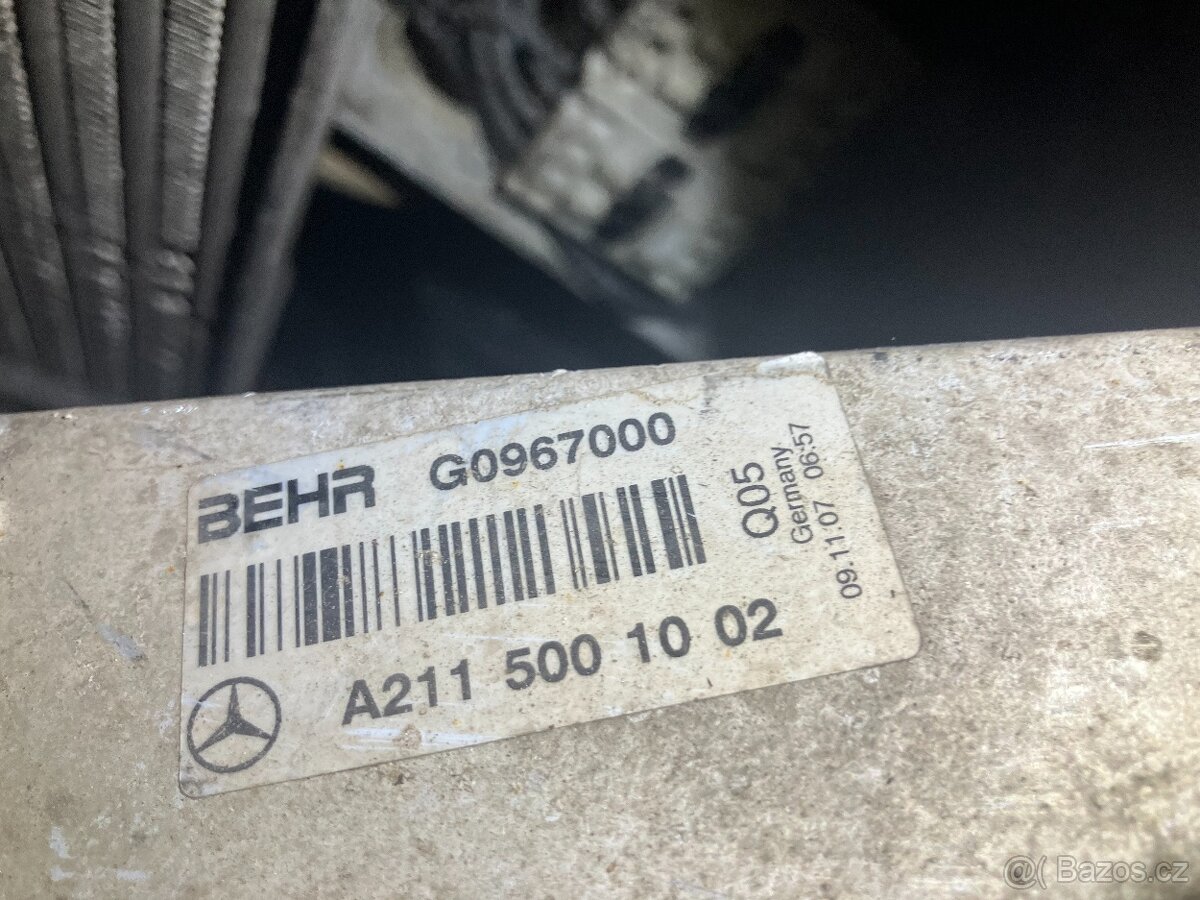 BEHR G0967000
Q05
Germany
09.11.07 06:57
A211 500 10 02
@( Bazos.cz